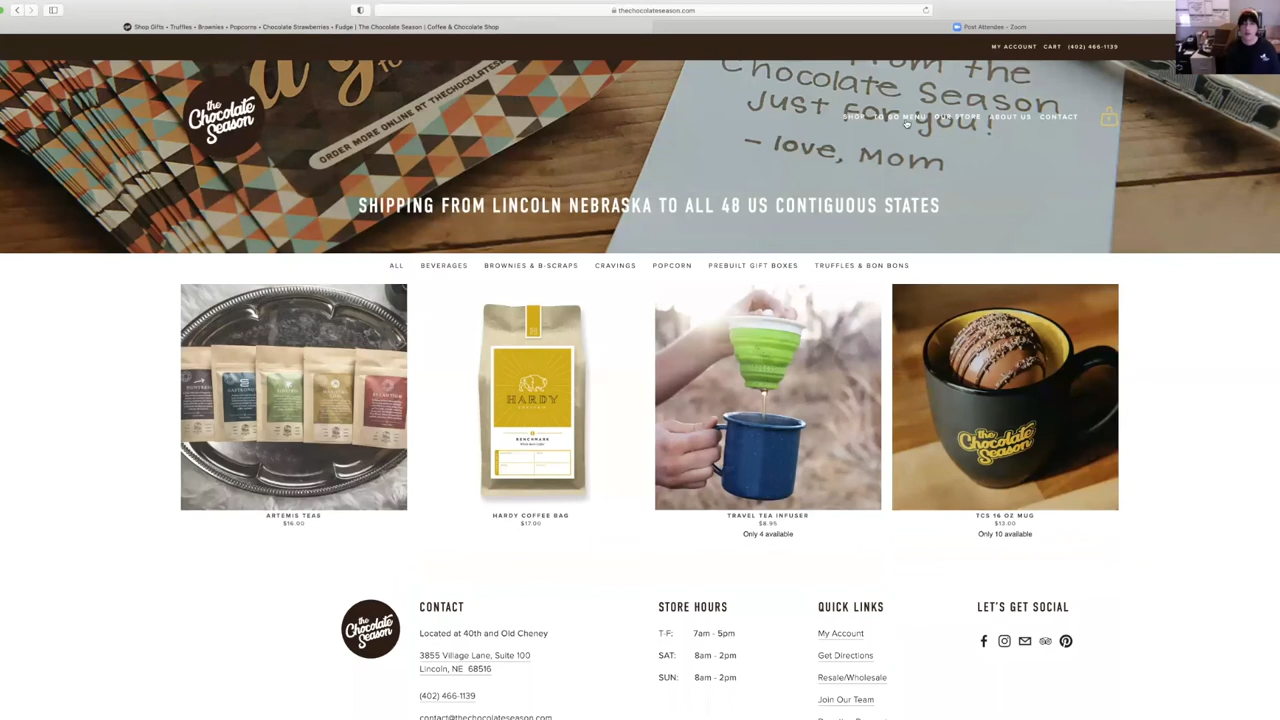 thechocolateseason.com
Shop Gifts • Truffles • Brownies • Popcorns • Chocolate Strawberries • Fudge | The Chocolate Season | Coffee & Chocolate Shop
Post Attendee - Zoom
MY ACCOUNT CART (402) 466-1139
ORDER MORE ONLINE AT THECHOCOLATESE
from the
Chocolate Season
Just for you!
- love, Mom
the Chocolate Season
SHOP TO GO MENU OUR STORE ABOUT US CONTACT
SHIPPING FROM LINCOLN NEBRASKA TO ALL 48 US CONTIGUOUS STATES
ALL BEVERAGES BROWNIES & B-SCRAPS CRAVINGS POPCORN PREBUILT GIFT BOXES TRUFFLES & BON BONS
HARDY
COFFEE CO
BENCHMARK
the Chocolate Season
ARTEMIS TEAS
$16.00
HARDY COFFEE BAG
$17.00
TRAVEL TEA INFUSER
$8.95
Only 4 available
TCS 16 OZ MUG
$13.00
Only 10 available
the Chocolate Season
CONTACT
Located at 40th and Old Cheney
3855 Village Lane, Suite 100
Lincoln, NE 68516
(402) 466-1139
contact@thechocolateseason.com
STORE HOURS
T-F: 7am - 5pm
SAT: 8am - 2pm
SUN: 8am - 2pm
QUICK LINKS
My Account
Get Directions
Resale/Wholesale
Join Our Team
LET'S GET SOCIAL